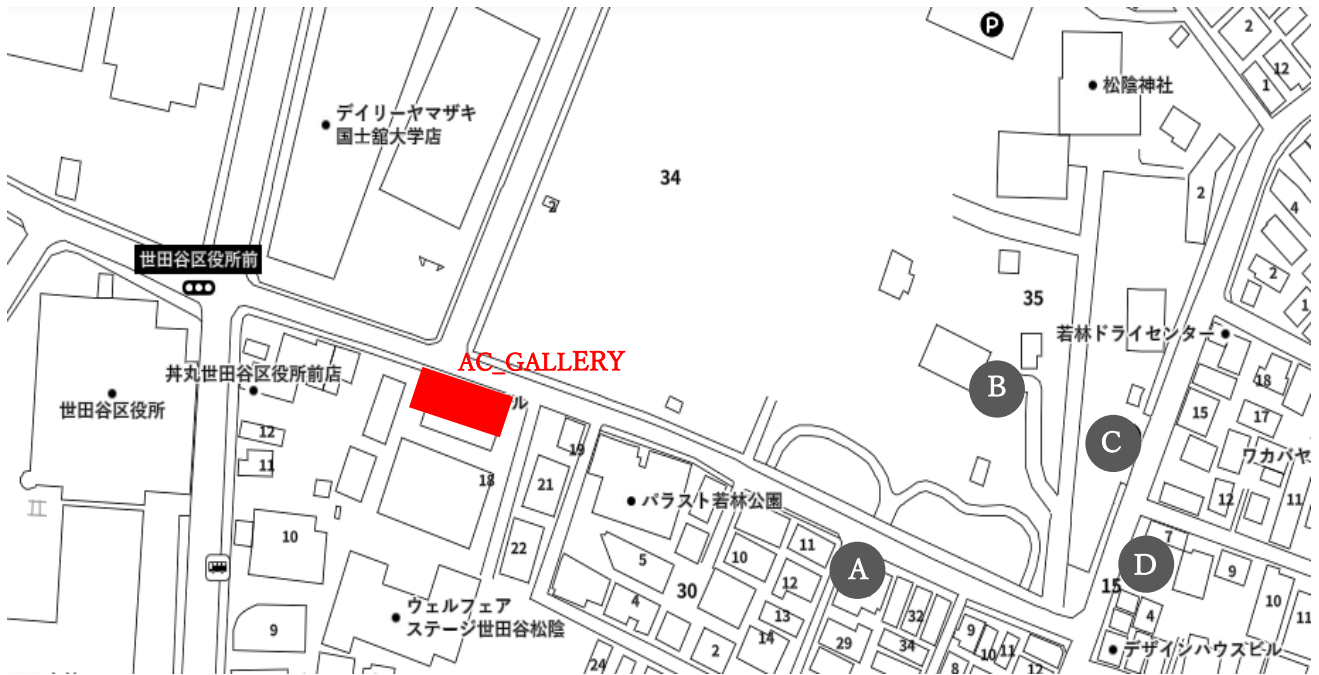 P
2
12
1
松陰神社
デイリーヤマザキ
国士舘大学店
34
2
2
4
世田谷区役所前
2
1
35
若林ドライセンター
AC_GALLERY
丼丸世田谷区役所前店
世田谷区役所
ル
B
18
15
17
12
11
19
C
ワカバヤ
18
21
パラスト若林公園
12
11
10
22
5
10
11
7
A
D
9
12
30
15
4
13
32
4
10
11
ウェルフェア
ステージ世田谷松陰
9
14
29
34
9
10
11
2
24
8
12
デザインハウスビル